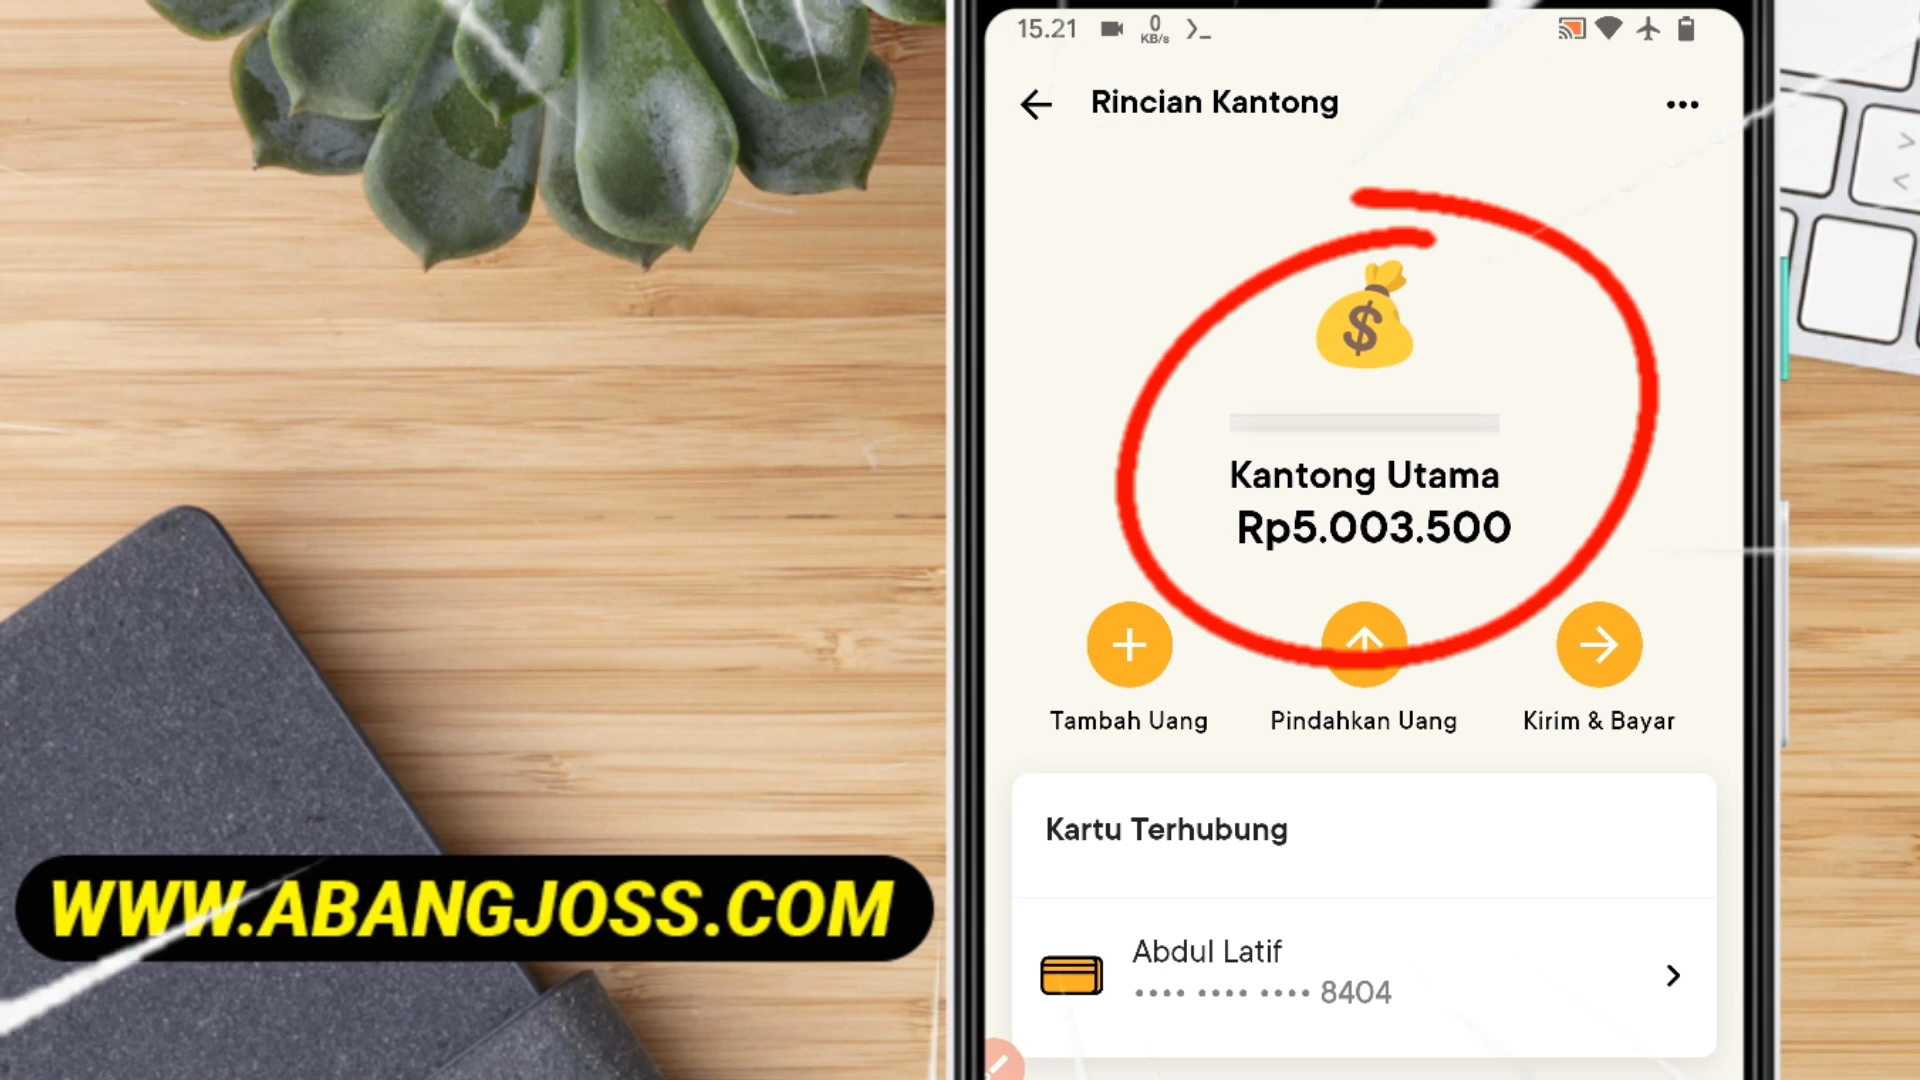 15.21
0
KB/s
Rincian Kantong
$
Kantong Utama
Rp5.003.500
Tambah Uang
Pindahkan Uang
Kirim & Bayar
Kartu Terhubung
Abdul Latif
•••• •••• •••• 8404
WWW.ABANGJOSS.COM